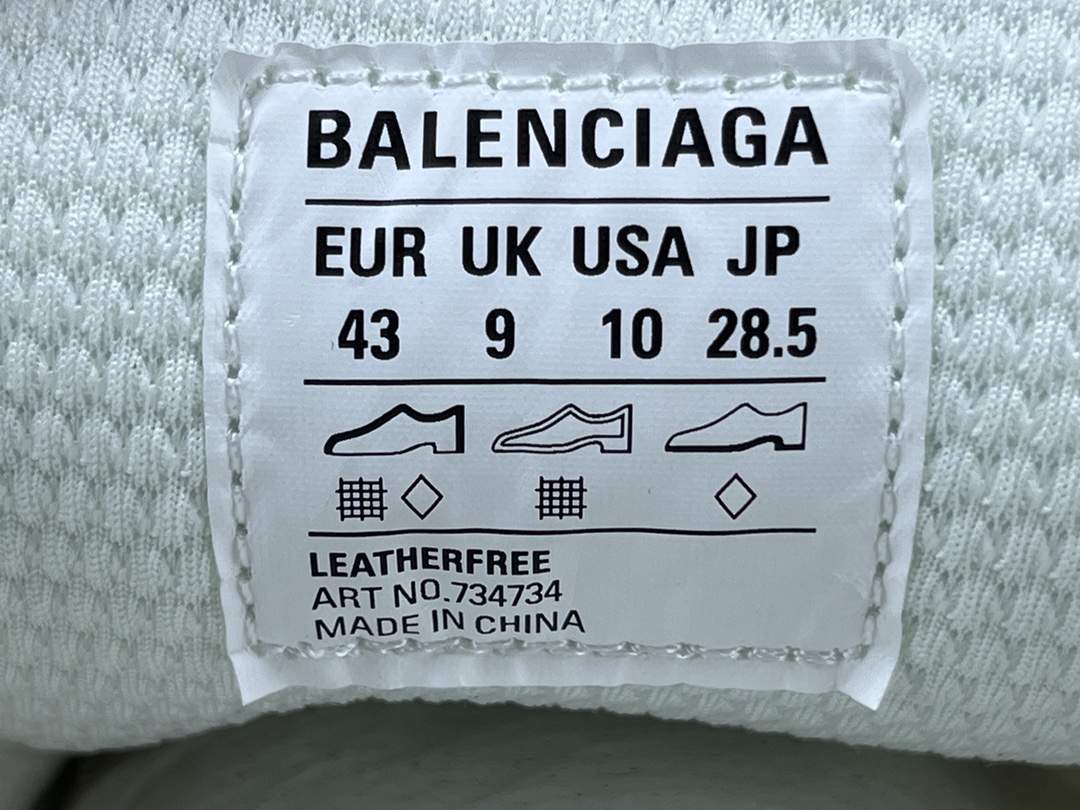 BALENCIAGA
EUR UK USA JP
43 9 10 28.5
LEATHERFREE
ART NO.734734
MADE IN CHINA